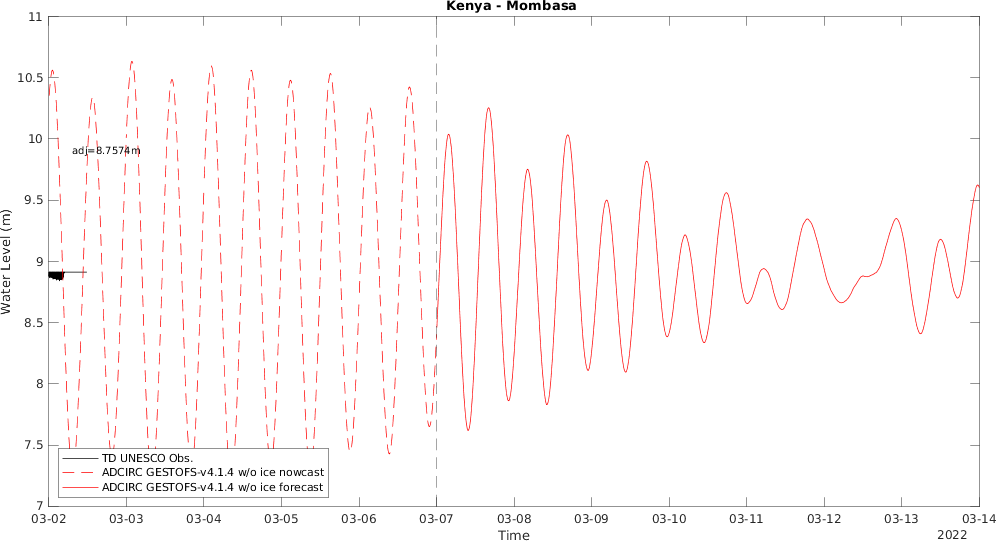 Kenya - Mombasa
11
10.5
10
9.5
9
8.5
8
7.5
7
Water Level (m)
adj=8.7574m
TD UNESCO Obs.
ADCIRC GESTOFS-v4.1.4 w/o ice nowcast
ADCIRC GESTOFS-v4.1.4 w/o ice forecast
03-02 03-03 03-04 03-05 03-06 03-07 03-08 03-09 03-10 03-11 03-12 03-13 03-14
Time
2022